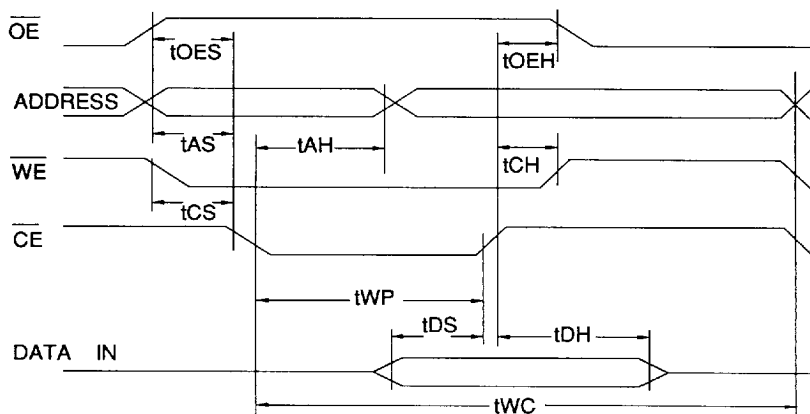 OE
tOES
tOEH
ADDRESS
tAS
tAH
tCH
WE
tCS
CE
tWP
tDS
tDH
DATA IN
tWC